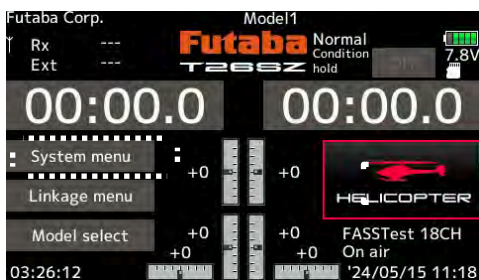 Futaba Corp.
Model1
Rx ---
Ext ---
Futaba
T26SZ
Normal
Condition
hold
7.8V
00:00.0
00:00.0
System menu
+0
+0
HELICOPTER
Linkage menu
Model select
+0
+0
+0
+0
FASSTest 18CH
On air
03:26:12
'24/05/15 11:18